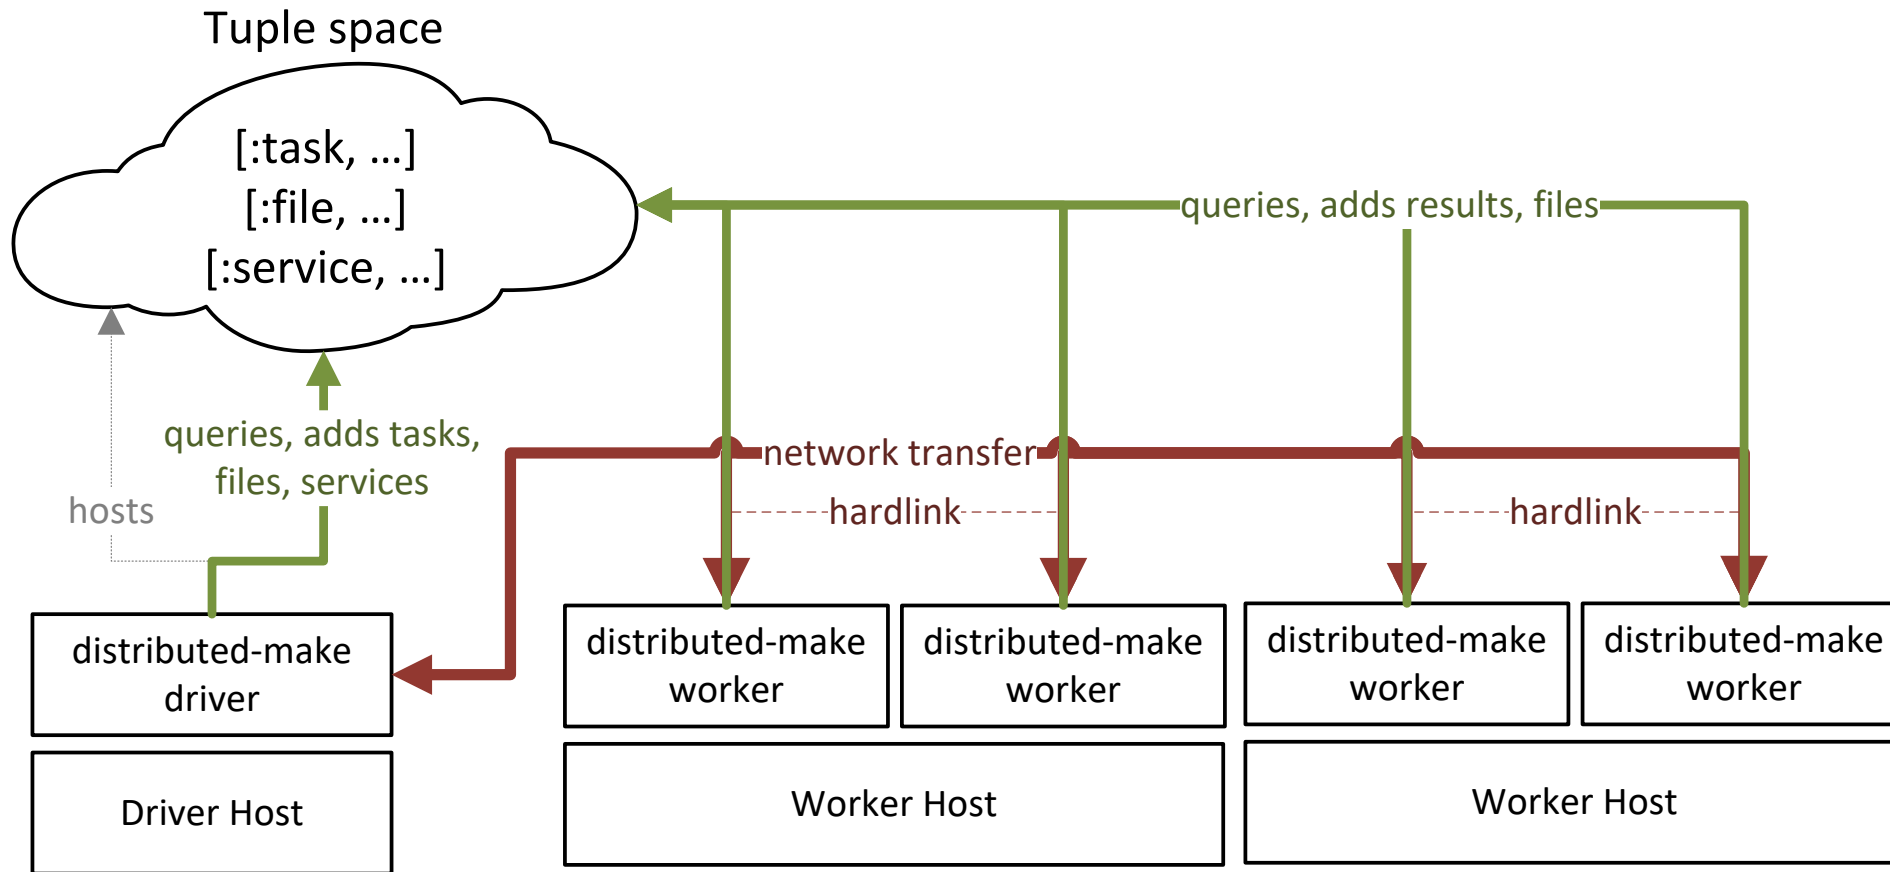 Tuple space
[:task, …]
[:file, …]
[:service, …]
queries, adds results, files
queries, adds tasks,
files, services
network transfer
hosts
hardlink
hardlink
distributed-make
driver
distributed-make
worker
distributed-make
worker
distributed-make
worker
distributed-make
worker
Driver Host
Worker Host
Worker Host